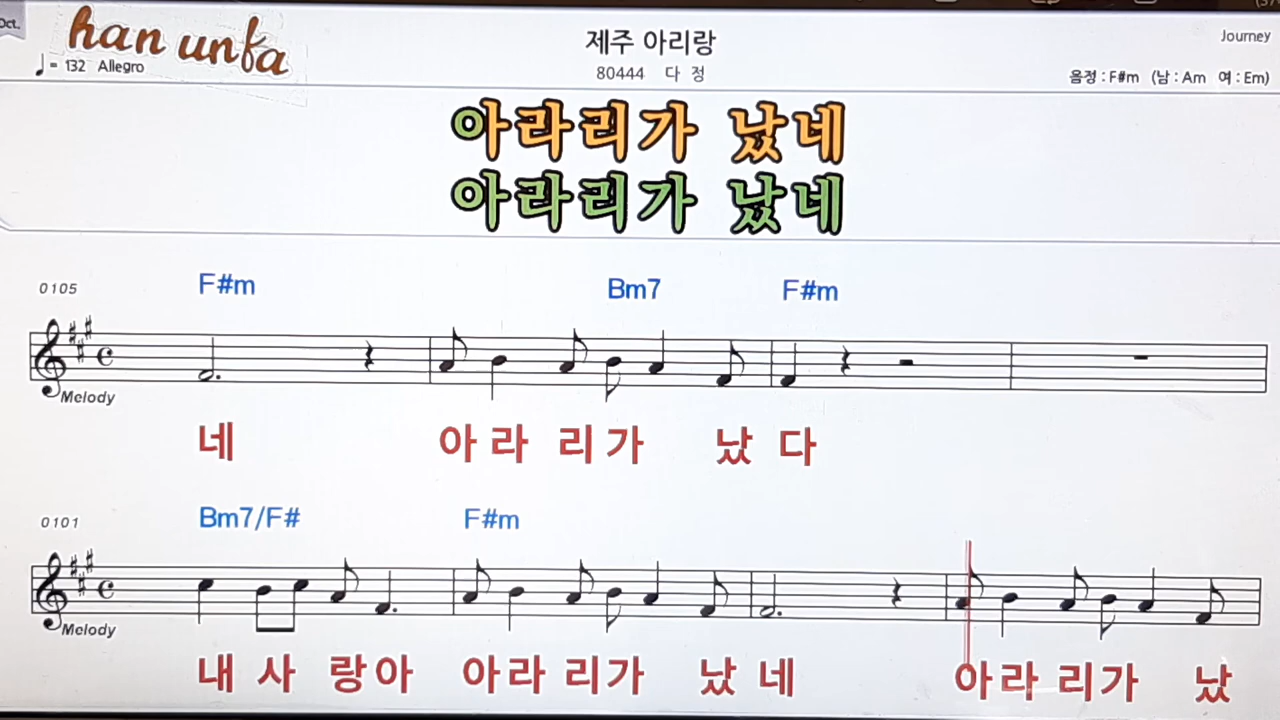 Oct.
han unfa
♩= 132 Allegro
제주 아리랑
80444 다 정
Journey
음정 : F#m (남 : Am 여 : Em)
아라리가 났네
아라리가 났네
0105
F#m Bm7 F#m
Melody
네 아 라 리 가 났 다
0101
Bm7/F# F#m
Melody
내 사 랑아 아라 리가 났 네 아라 리가 났